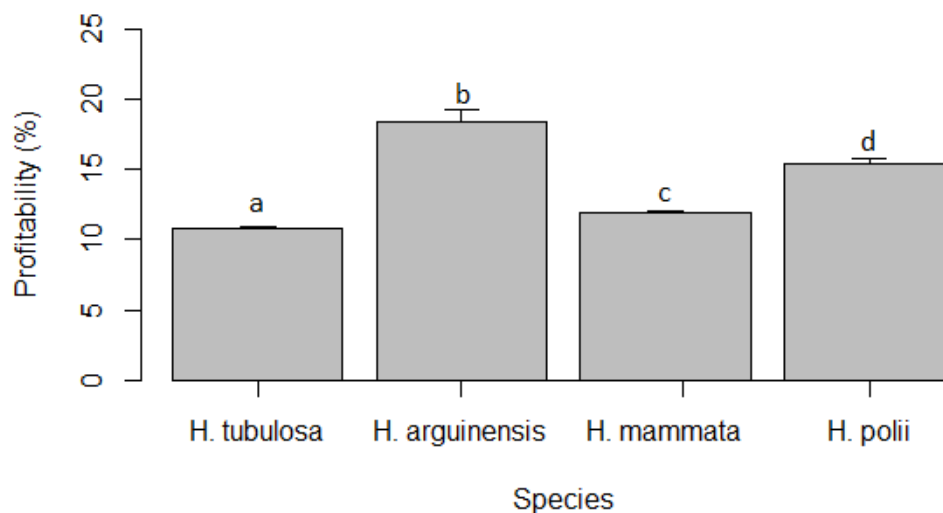 Profitability (%)
25
20
15
10
5
0
a
b
c
d
H. tubulosa
H. arguinensis
H. mammata
H. polii
Species